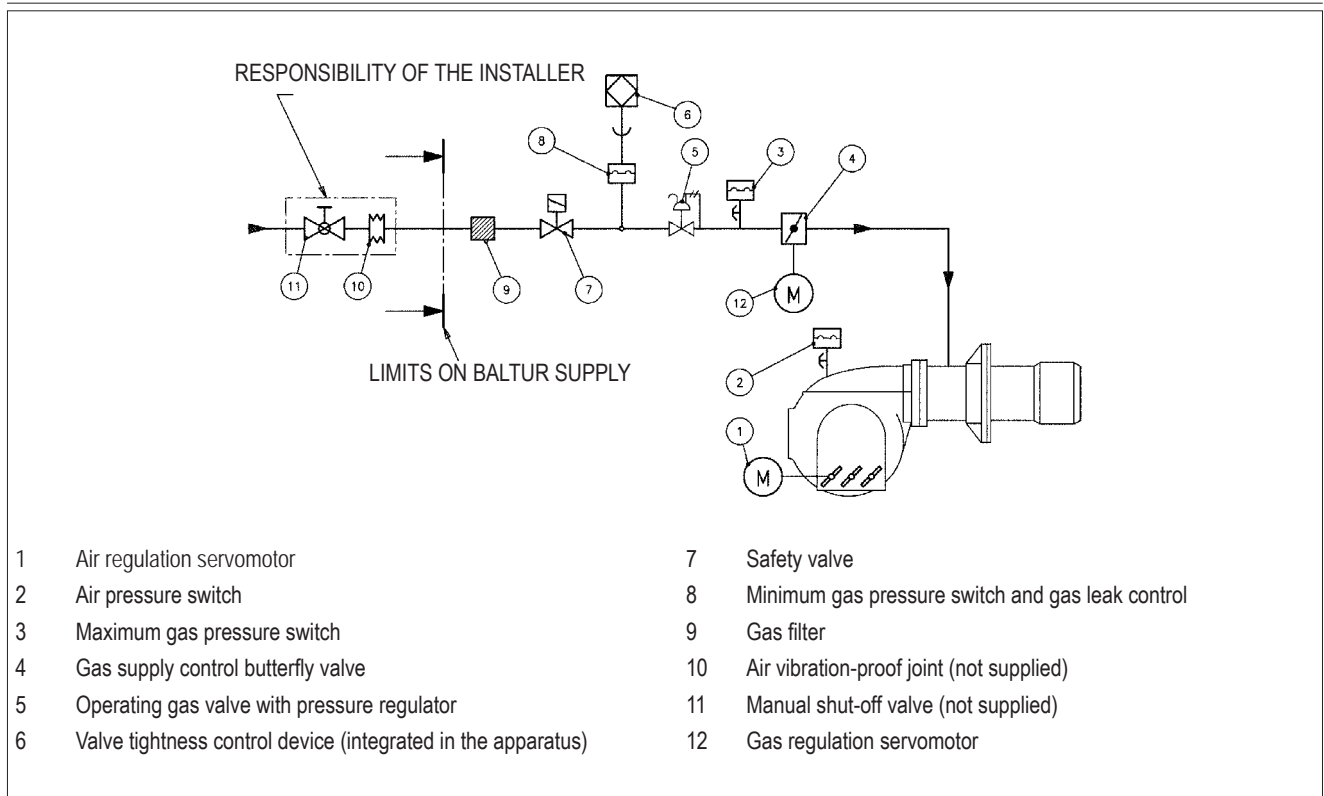 RESPONSIBILITY OF THE INSTALLER
6
8
5
3
4
11
10
9
7
12
M
LIMITS ON BALTUR SUPPLY
2
1
M
1 Air regulation servomotor
2 Air pressure switch
3 Maximum gas pressure switch
4 Gas supply control butterfly valve
5 Operating gas valve with pressure regulator
6 Valve tightness control device (integrated in the apparatus)
7 Safety valve
8 Minimum gas pressure switch and gas leak control
9 Gas filter
10 Air vibration-proof joint (not supplied)
11 Manual shut-off valve (not supplied)
12 Gas regulation servomotor